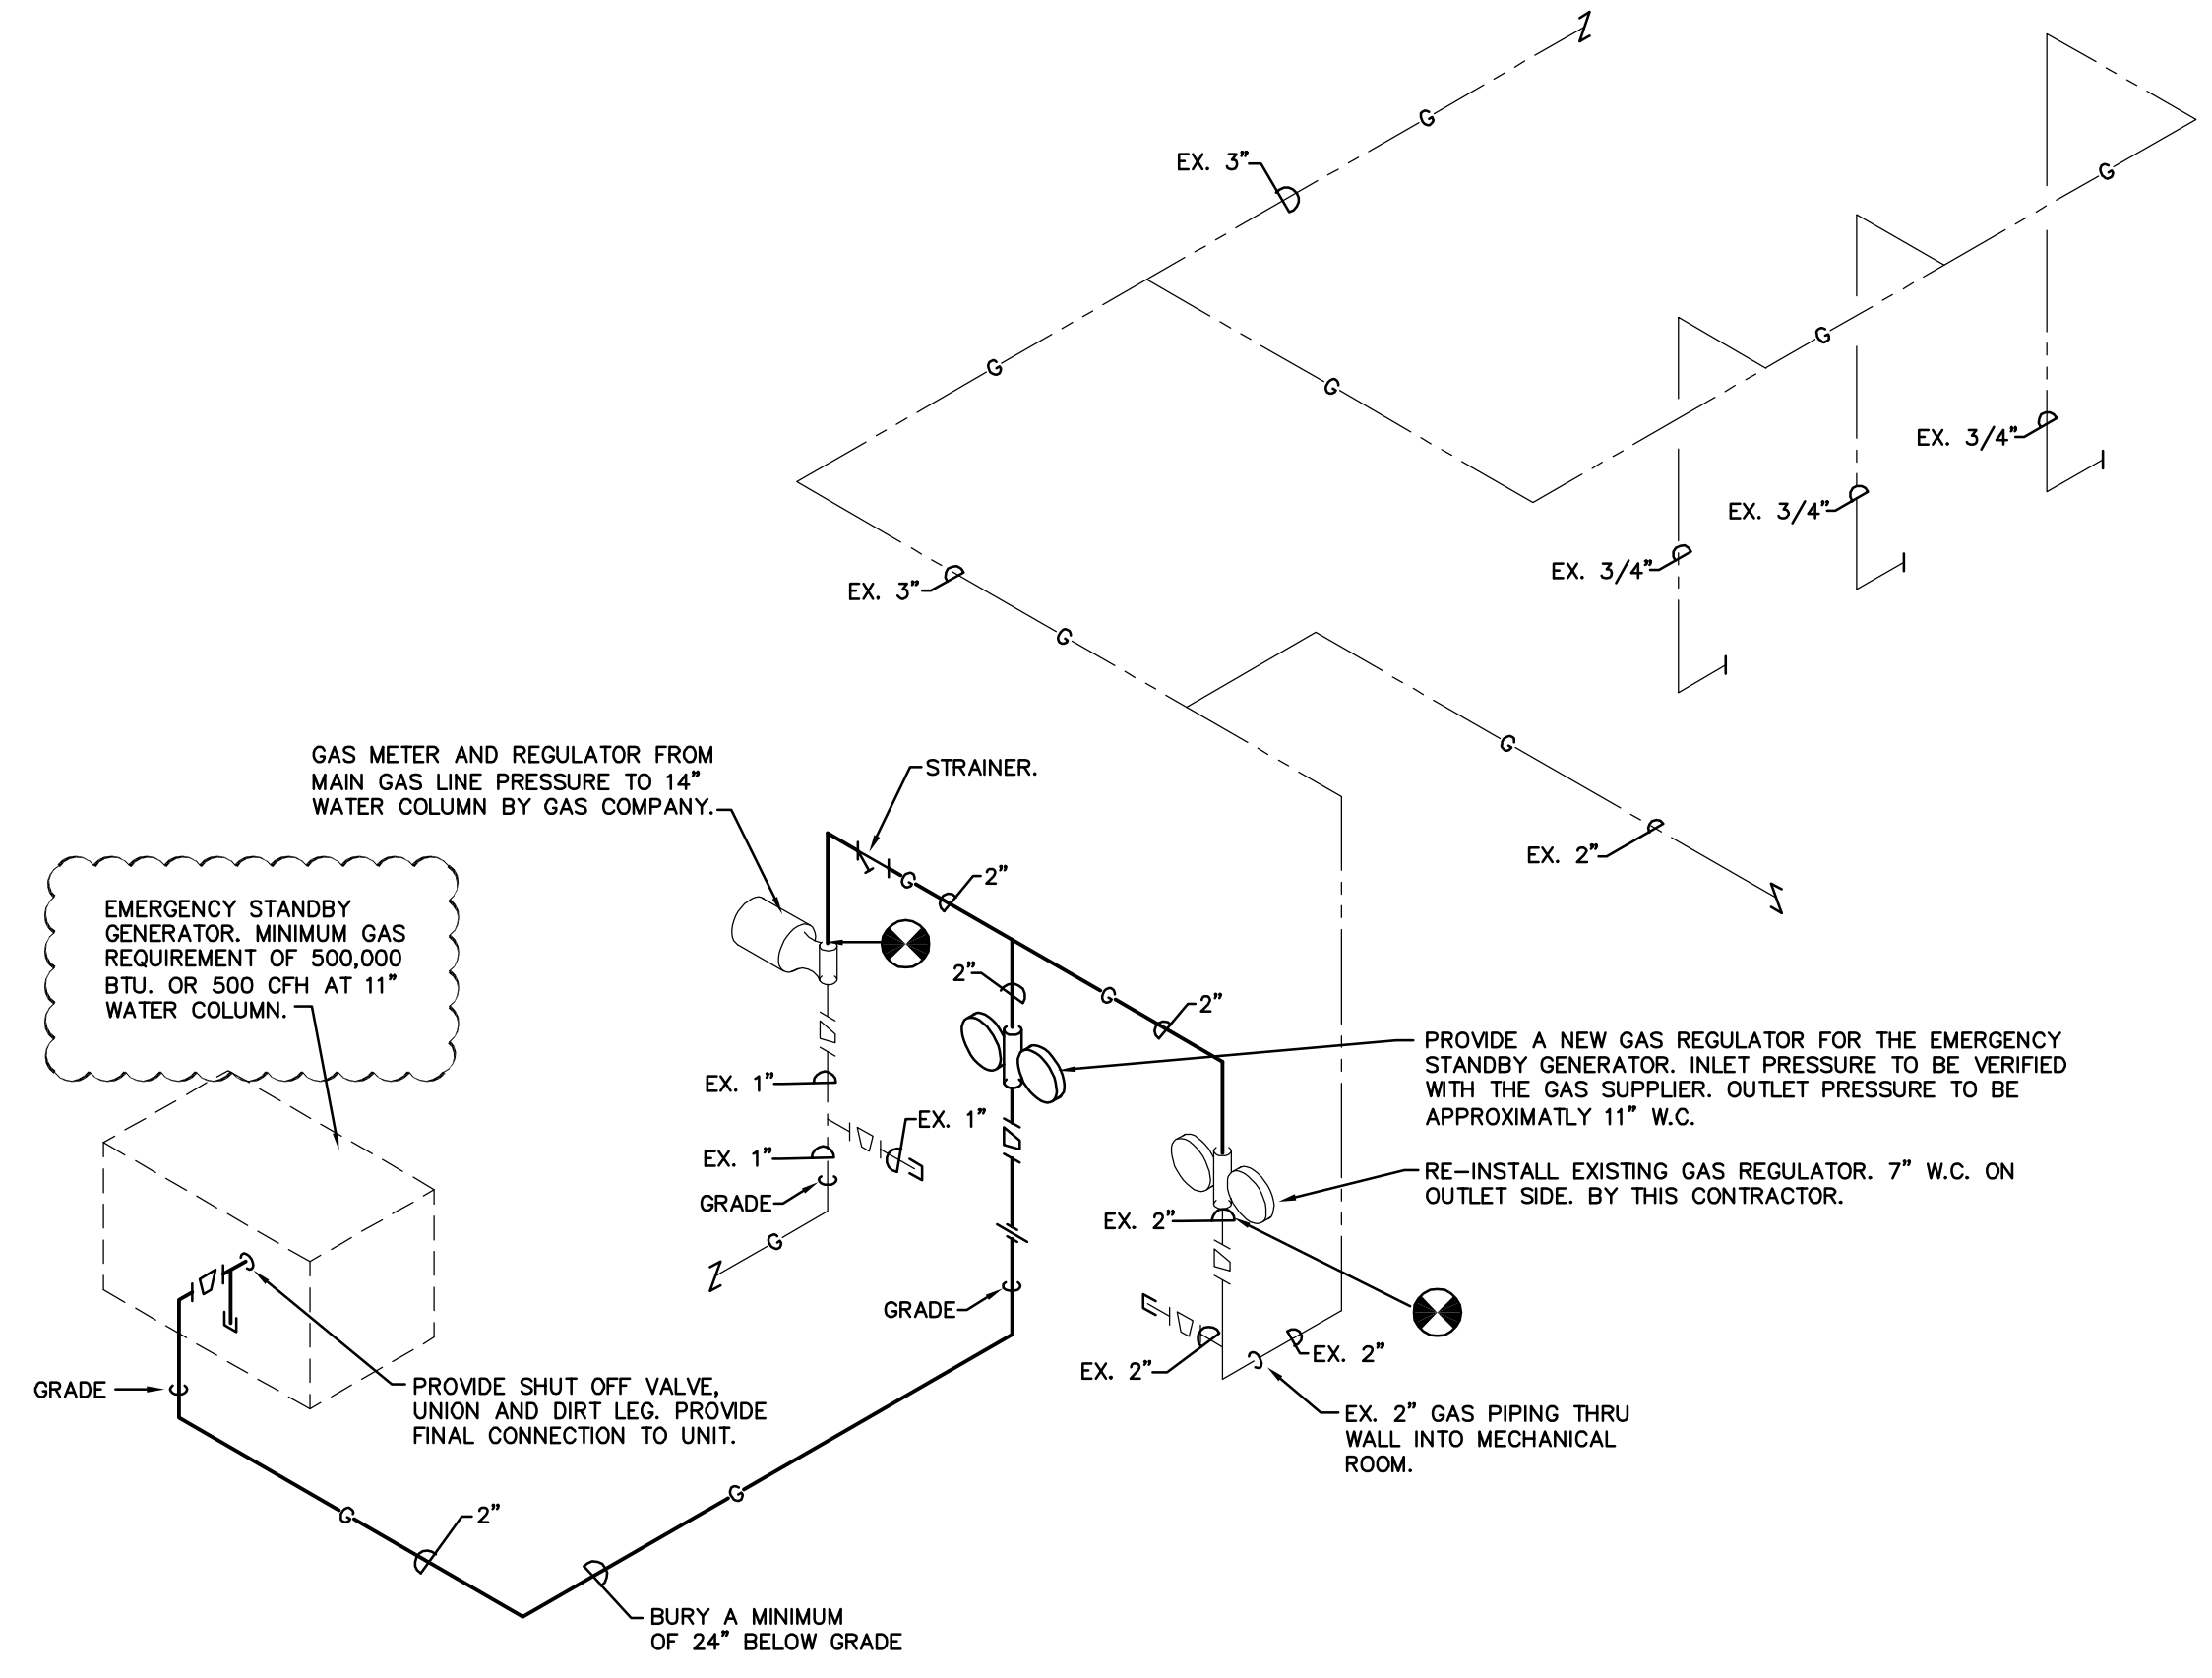 EX. 3"
EX. 3/4"
EX. 3/4"
EX. 3/4"
EX. 3"
G
G
G
G
G
G
G
GAS METER AND REGULATOR FROM
MAIN GAS LINE PRESSURE TO 14"
WATER COLUMN BY GAS COMPANY.
STRAINER.
EX. 2"
G
2"
EMERGENCY STANDBY
GENERATOR. MINIMUM GAS
REQUIREMENT OF 500,000
BTU. OR 500 CFH AT 11"
WATER COLUMN.
2"
G
2"
PROVIDE A NEW GAS REGULATOR FOR THE EMERGENCY
STANDBY GENERATOR. INLET PRESSURE TO BE VERIFIED
WITH THE GAS SUPPLIER. OUTLET PRESSURE TO BE
APPROXIMATLY 11" W.C.
EX. 1"
EX. 1"
EX. 1"
GRADE
G
RE-INSTALL EXISTING GAS REGULATOR. 7" W.C. ON
OUTLET SIDE. BY THIS CONTRACTOR.
EX. 2"
GRADE
EX. 2"
EX. 2"
GRADE
PROVIDE SHUT OFF VALVE,
UNION AND DIRT LEG. PROVIDE
FINAL CONNECTION TO UNIT.
EX. 2" GAS PIPING THRU
WALL INTO MECHANICAL
ROOM.
G
G
2"
BURY A MINIMUM
OF 24" BELOW GRADE